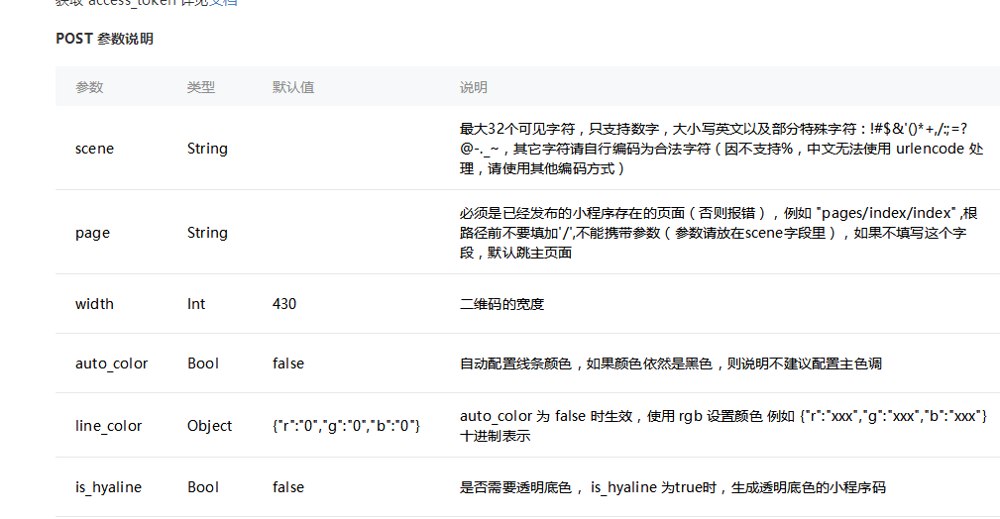 获取 access_token 详见文档
POST 参数说明
参数 类型 默认值 说明
最大32个可见字符，只支持数字，大小写英文以及部分特殊字符：!#$&'()*+,/:;=?
scene String @-._~，其它字符请自行编码为合法字符（因不支持%，中文无法使用 urlencode 处
理，请使用其他编码方式）
必须是已经发布的小程序存在的页面（否则报错），例如 "pages/index/index" ,根
page String 路径前不要填加'/',不能携带参数（参数请放在scene字段里），如果不填写这个字
段，默认跳主页面
width Int 430 二维码的宽度
auto_color Bool false 自动配置线条颜色，如果颜色依然是黑色，则说明不建议配置主色调
auto_color 为 false 时生效，使用 rgb 设置颜色 例如 {"r":"xxx","g":"xxx","b":"xxx"}
line_color Object {"r":"0","g":"0","b":"0"}
十进制表示
is_hyaline Bool false 是否需要透明底色， is_hyaline 为true时，生成透明底色的小程序码